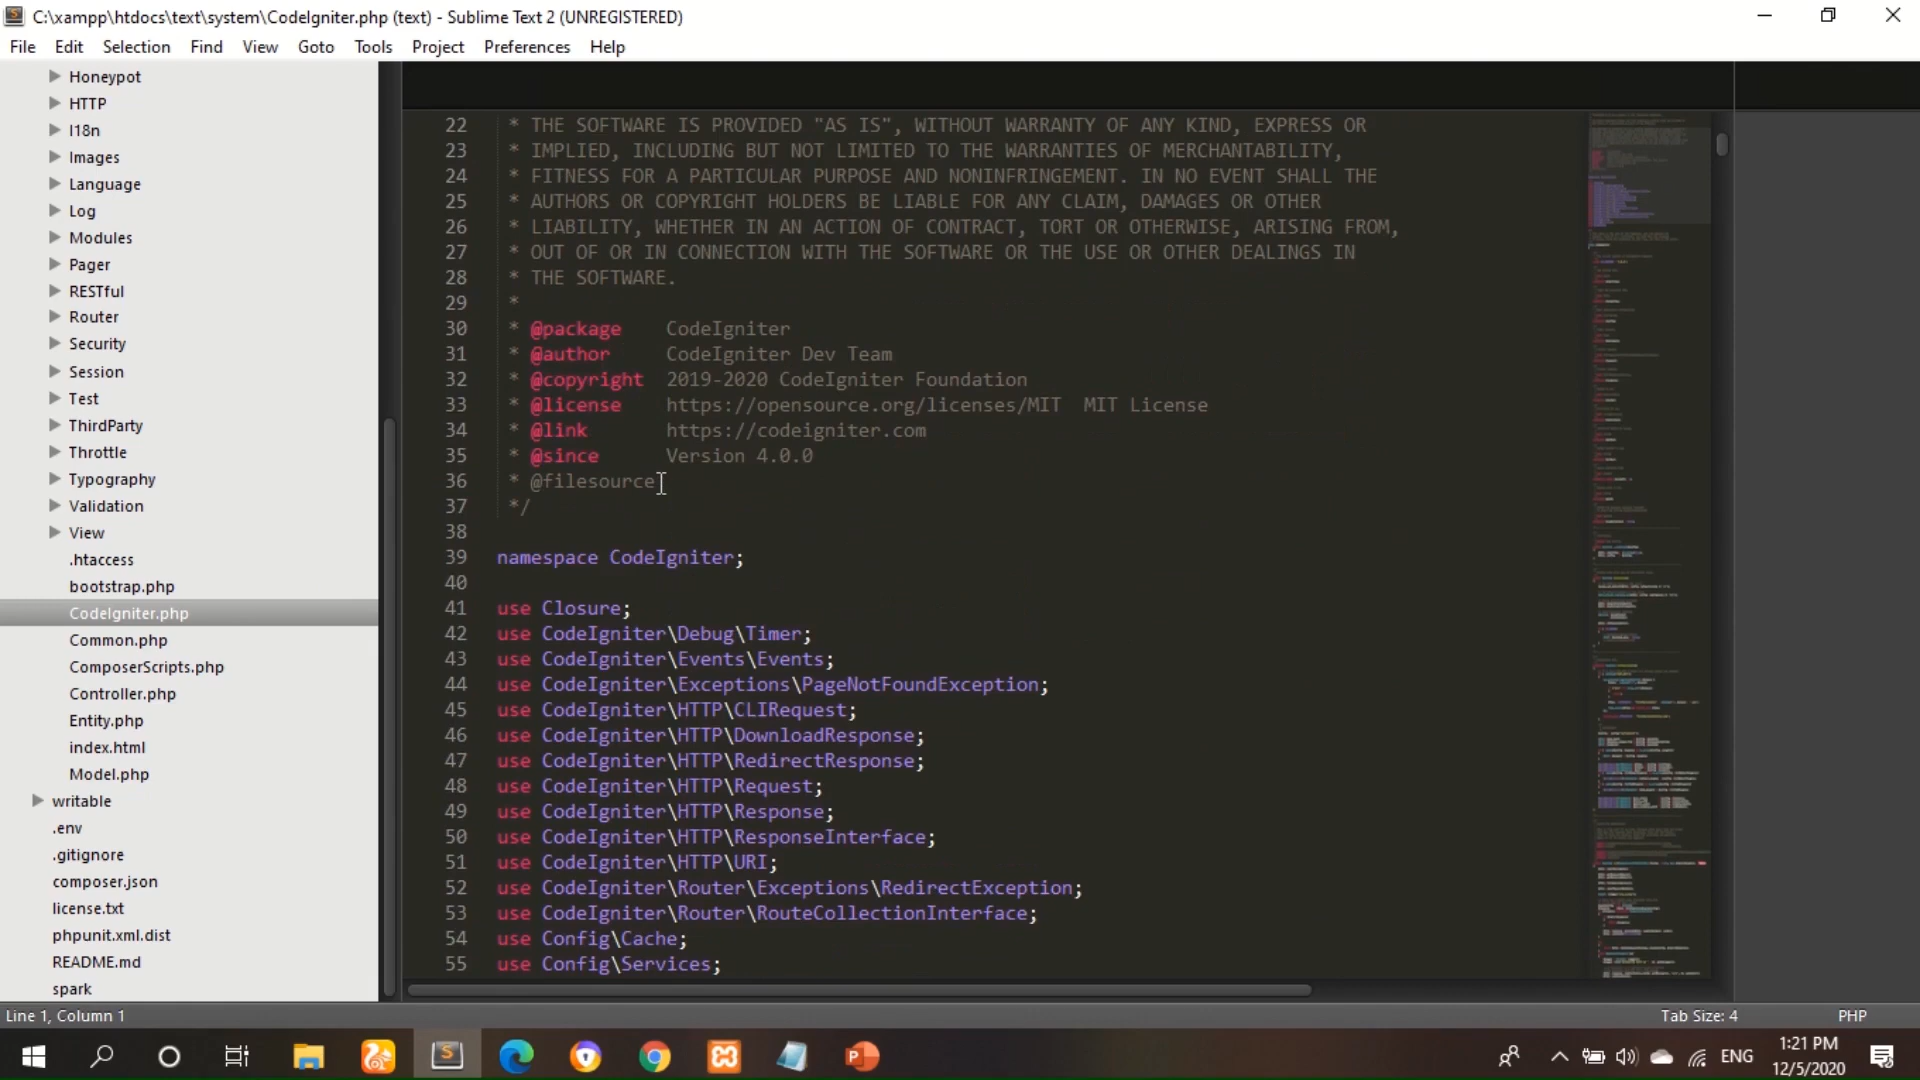 C:\xampp\htdocs\text\system\CodeIgniter.php (text) - Sublime Text 2 (UNREGISTERED)
File Edit Selection Find View Goto Tools Project Preferences Help
Honeypot
HTTP
I18n
Images
Language
Log
Modules
Pager
RESTful
Router
Security
Session
Test
ThirdParty
Throttle
Typography
Validation
View
.htaccess
bootstrap.php
CodeIgniter.php
Common.php
ComposerScripts.php
Controller.php
Entity.php
index.html
Model.php
writable
.env
.gitignore
composer.json
license.txt
phpunit.xml.dist
README.md
spark
22 * THE SOFTWARE IS PROVIDED "AS IS", WITHOUT WARRANTY OF ANY KIND, EXPRESS OR
23 * IMPLIED, INCLUDING BUT NOT LIMITED TO THE WARRANTIES OF MERCHANTABILITY,
24 * FITNESS FOR A PARTICULAR PURPOSE AND NONINFRINGEMENT. IN NO EVENT SHALL THE
25 * AUTHORS OR COPYRIGHT HOLDERS BE LIABLE FOR ANY CLAIM, DAMAGES OR OTHER
26 * LIABILITY, WHETHER IN AN ACTION OF CONTRACT, TORT OR OTHERWISE, ARISING FROM,
27 * OUT OF OR IN CONNECTION WITH THE SOFTWARE OR THE USE OR OTHER DEALINGS IN
28 * THE SOFTWARE.
29 *
30 * @package CodeIgniter
31 * @author CodeIgniter Dev Team
32 * @copyright 2019-2020 CodeIgniter Foundation
33 * @license https://opensource.org/licenses/MIT MIT License
34 * @link https://codeigniter.com
35 * @since Version 4.0.0
36 * @filesource
37 */
38
39 namespace CodeIgniter;
40
41 use Closure;
42 use CodeIgniter\Debug\Timer;
43 use CodeIgniter\Events\Events;
44 use CodeIgniter\Exceptions\PageNotFoundException;
45 use CodeIgniter\HTTP\CLIRequest;
46 use CodeIgniter\HTTP\DownloadResponse;
47 use CodeIgniter\HTTP\RedirectResponse;
48 use CodeIgniter\HTTP\Request;
49 use CodeIgniter\HTTP\Response;
50 use CodeIgniter\HTTP\ResponseInterface;
51 use CodeIgniter\HTTP\URI;
52 use CodeIgniter\Router\Exceptions\RedirectException;
53 use CodeIgniter\Router\RouteCollectionInterface;
54 use Config\Cache;
55 use Config\Services;
Line 1, Column 1 Tab Size: 4 PHP
ENG
1:21 PM
12/5/2020